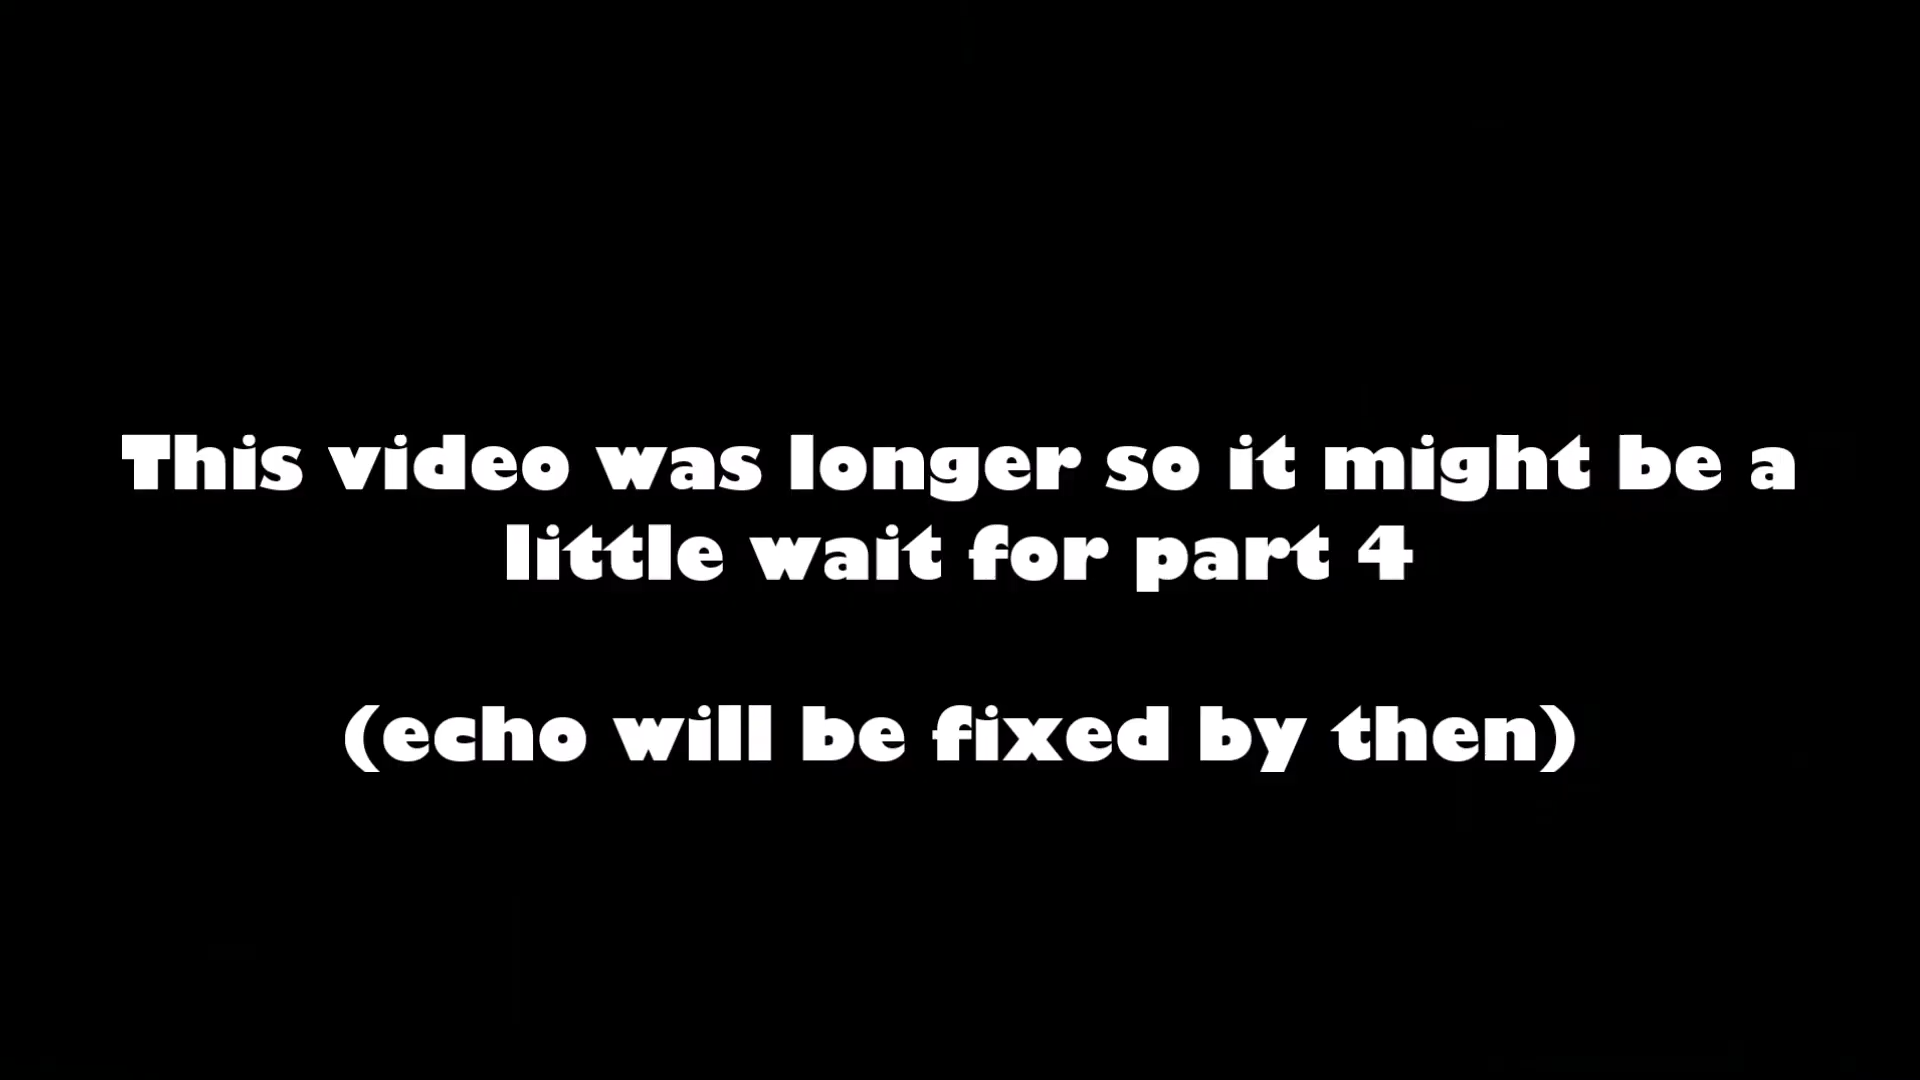 This video was longer so it might be a
little wait for part 4
(echo will be fixed by then)